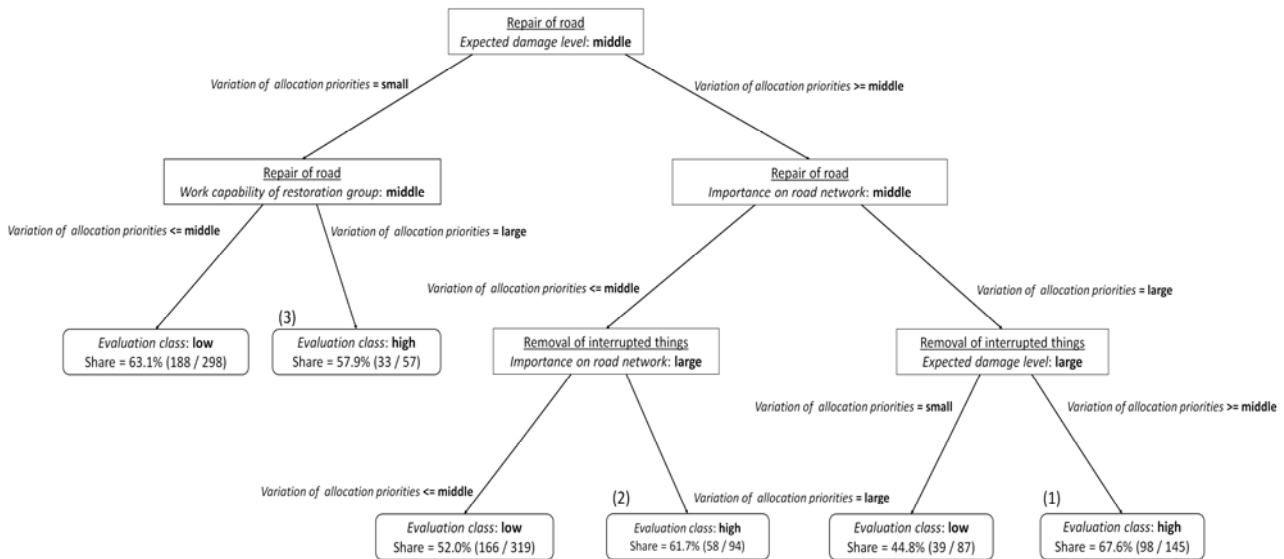 Repair of road
Expected damage level: middle
Variation of allocation priorities = small
Variation of allocation priorities >= middle
Repair of road
Work capability of restoration group: middle
Repair of road
Importance on road network: middle
Variation of allocation priorities <= middle
Variation of allocation priorities = large
Variation of allocation priorities <= middle
Variation of allocation priorities = large
(3)
Evaluation class: low
Share = 63.1% (188 / 298)
Evaluation class: high
Share = 57.9% (33 / 57)
Removal of interrupted things
Importance on road network: large
Removal of interrupted things
Expected damage level: large
Variation of allocation priorities = small
Variation of allocation priorities >= middle
Variation of allocation priorities <= middle
(2)
Variation of allocation priorities = large
(1)
Evaluation class: low
Share = 52.0% (166 / 319)
Evaluation class: high
Share = 61.7% (58 / 94)
Evaluation class: low
Share = 44.8% (39 / 87)
Evaluation class: high
Share = 67.6% (98 / 145)